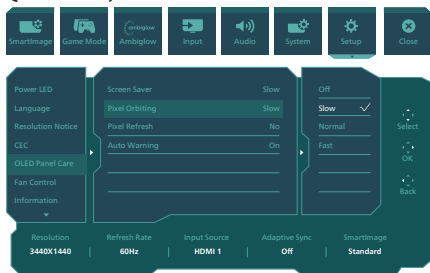 SmartImage
Game Mode
ambiglow
Ambiglow
Input
Audio
System
Setup
Close
Power LED
Language
Resolution Notice
CEC
OLED Panel Care
Fan Control
Information
Screen Saver Slow
Pixel Orbiting Slow
Pixel Refresh No
Auto Warning On
Off
Slow
Normal
Fast
Select
OK
Back
Resolution Refresh Rate Input Source Adaptive Sync SmartImage
3440X1440 60Hz HDMI 1 Off Standard